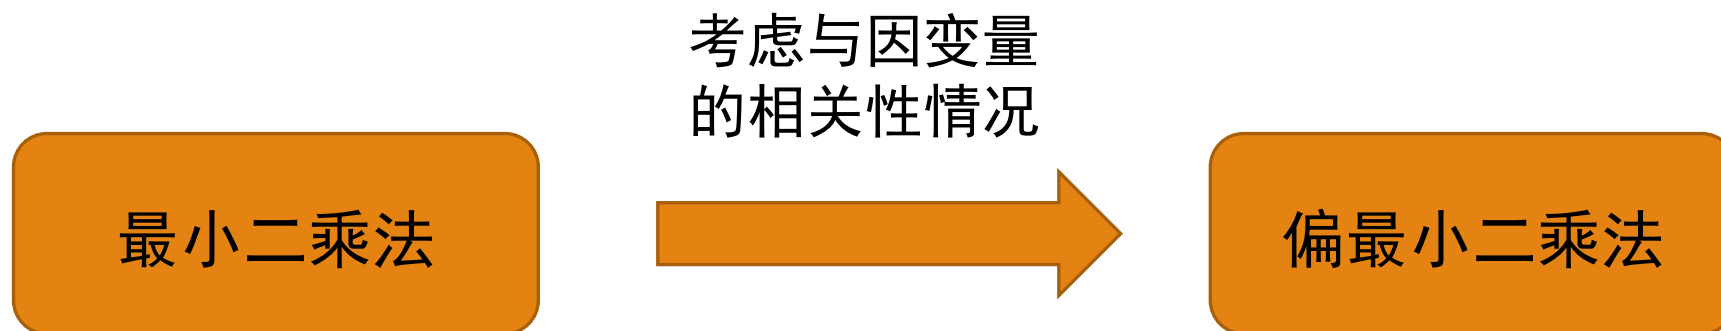 考虑与因变量
的相关性情况
最小二乘法
偏最小二乘法